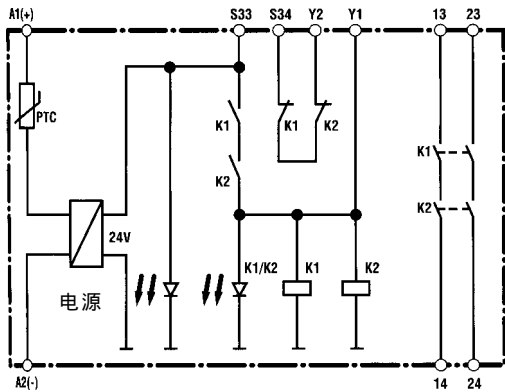 A1(+) S33 S34 Y2 Y1 13 23
PTC
K1 K1 K2
K1
K2 K2
24V
K1/K2 K1 K2
电源
A2(-) 14 24